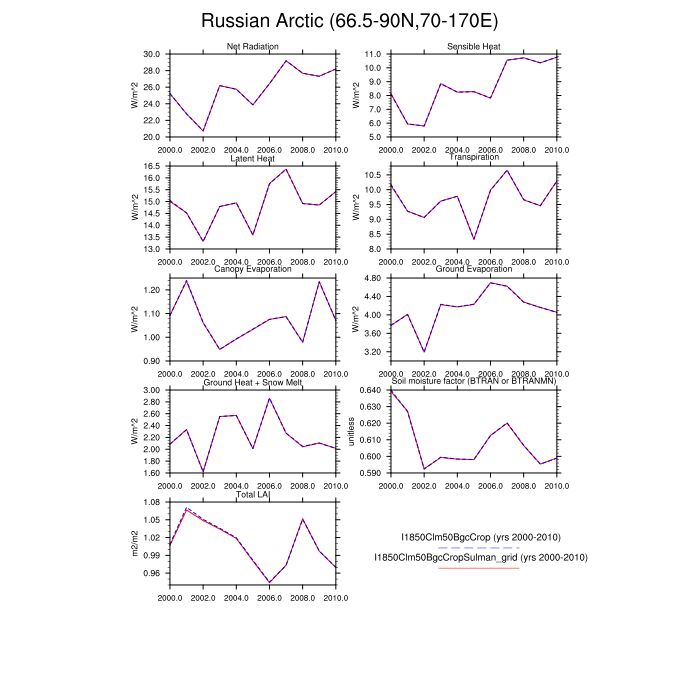 Russian Arctic (66.5-90N,70-170E)
Net Radiation
W/m^2
30.0
28.0
26.0
24.0
22.0
20.0
2000.0 2002.0 2004.0 2006.0 2008.0 2010.0
Sensible Heat
W/m^2
11.0
10.0
9.0
8.0
7.0
6.0
5.0
2000.0 2002.0 2004.0 2006.0 2008.0 2010.0
Latent Heat
W/m^2
16.5
16.0
15.5
15.0
14.5
14.0
13.5
13.0
2000.0 2002.0 2004.0 2006.0 2008.0 2010.0
Transpiration
W/m^2
10.5
10.0
9.5
9.0
8.5
8.0
2000.0 2002.0 2004.0 2006.0 2008.0 2010.0
Canopy Evaporation
W/m^2
1.20
1.10
1.00
0.90
2000.0 2002.0 2004.0 2006.0 2008.0 2010.0
Ground Evaporation
W/m^2
4.80
4.40
4.00
3.60
3.20
2000.0 2002.0 2004.0 2006.0 2008.0 2010.0
Ground Heat + Snow Melt
W/m^2
3.00
2.80
2.60
2.40
2.20
2.00
1.80
1.60
2000.0 2002.0 2004.0 2006.0 2008.0 2010.0
Soil moisture factor (BTRAN or BTRANMN)
unitless
0.640
0.630
0.620
0.610
0.600
0.590
2000.0 2002.0 2004.0 2006.0 2008.0 2010.0
Total LAI
m2/m2
1.08
1.05
1.02
0.99
0.96
2000.0 2002.0 2004.0 2006.0 2008.0 2010.0
I1850Clm50BgcCrop (yrs 2000-2010)
I1850Clm50BgcCropSulman_grid (yrs 2000-2010)